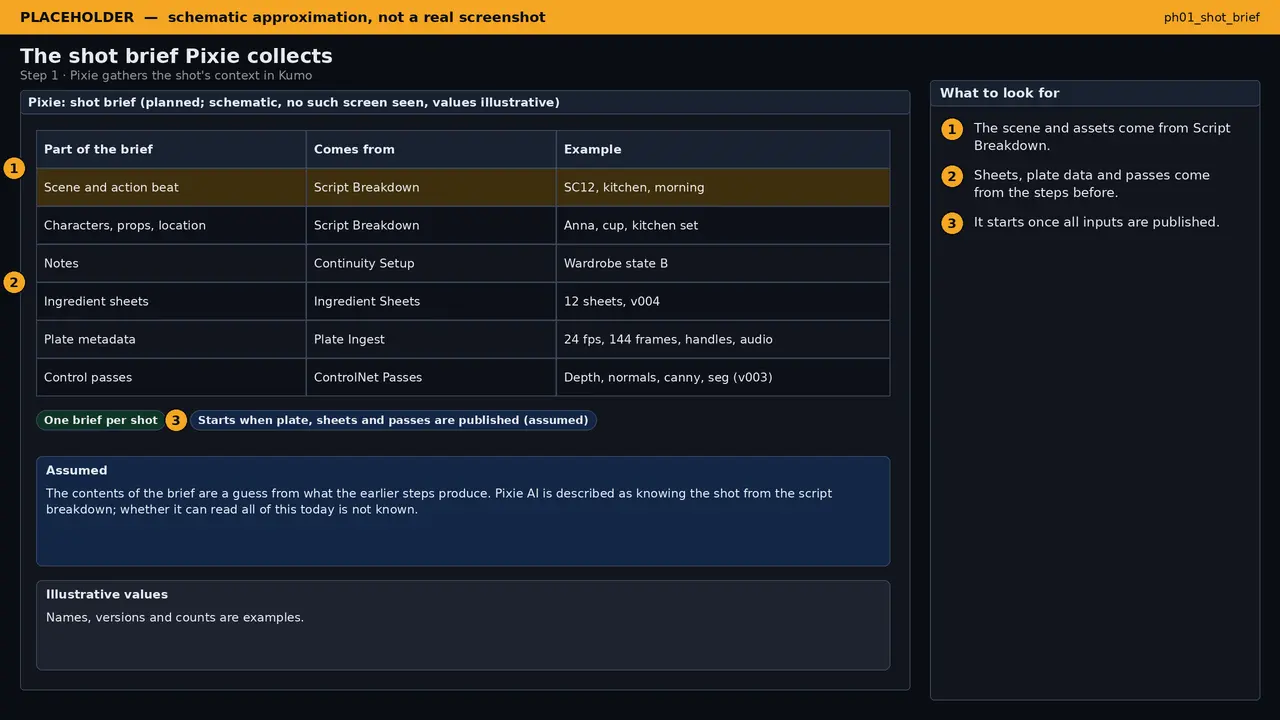 PLACEHOLDER — schematic approximation, not a real screenshot
ph01_shot_brief
The shot brief Pixie collects
Step 1 · Pixie gathers the shot's context in Kumo
Pixie: shot brief (planned; schematic, no such screen seen, values illustrative)
Part of the brief Comes from Example
1
Scene and action beat Script Breakdown SC12, kitchen, morning
Characters, props, location Script Breakdown Anna, cup, kitchen set
Notes Continuity Setup Wardrobe state B
2
Ingredient sheets Ingredient Sheets 12 sheets, v004
Plate metadata Plate Ingest 24 fps, 144 frames, handles, audio
Control passes ControlNet Passes Depth, normals, canny, seg (v003)
One brief per shot 3 Starts when plate, sheets and passes are published (assumed)
Assumed
The contents of the brief are a guess from what the earlier steps produce. Pixie AI is described as knowing the shot from the script
breakdown; whether it can read all of this today is not known.
Illustrative values
Names, versions and counts are examples.
What to look for
1 The scene and assets come from Script
Breakdown.
2 Sheets, plate data and passes come
from the steps before.
3 It starts once all inputs are published.